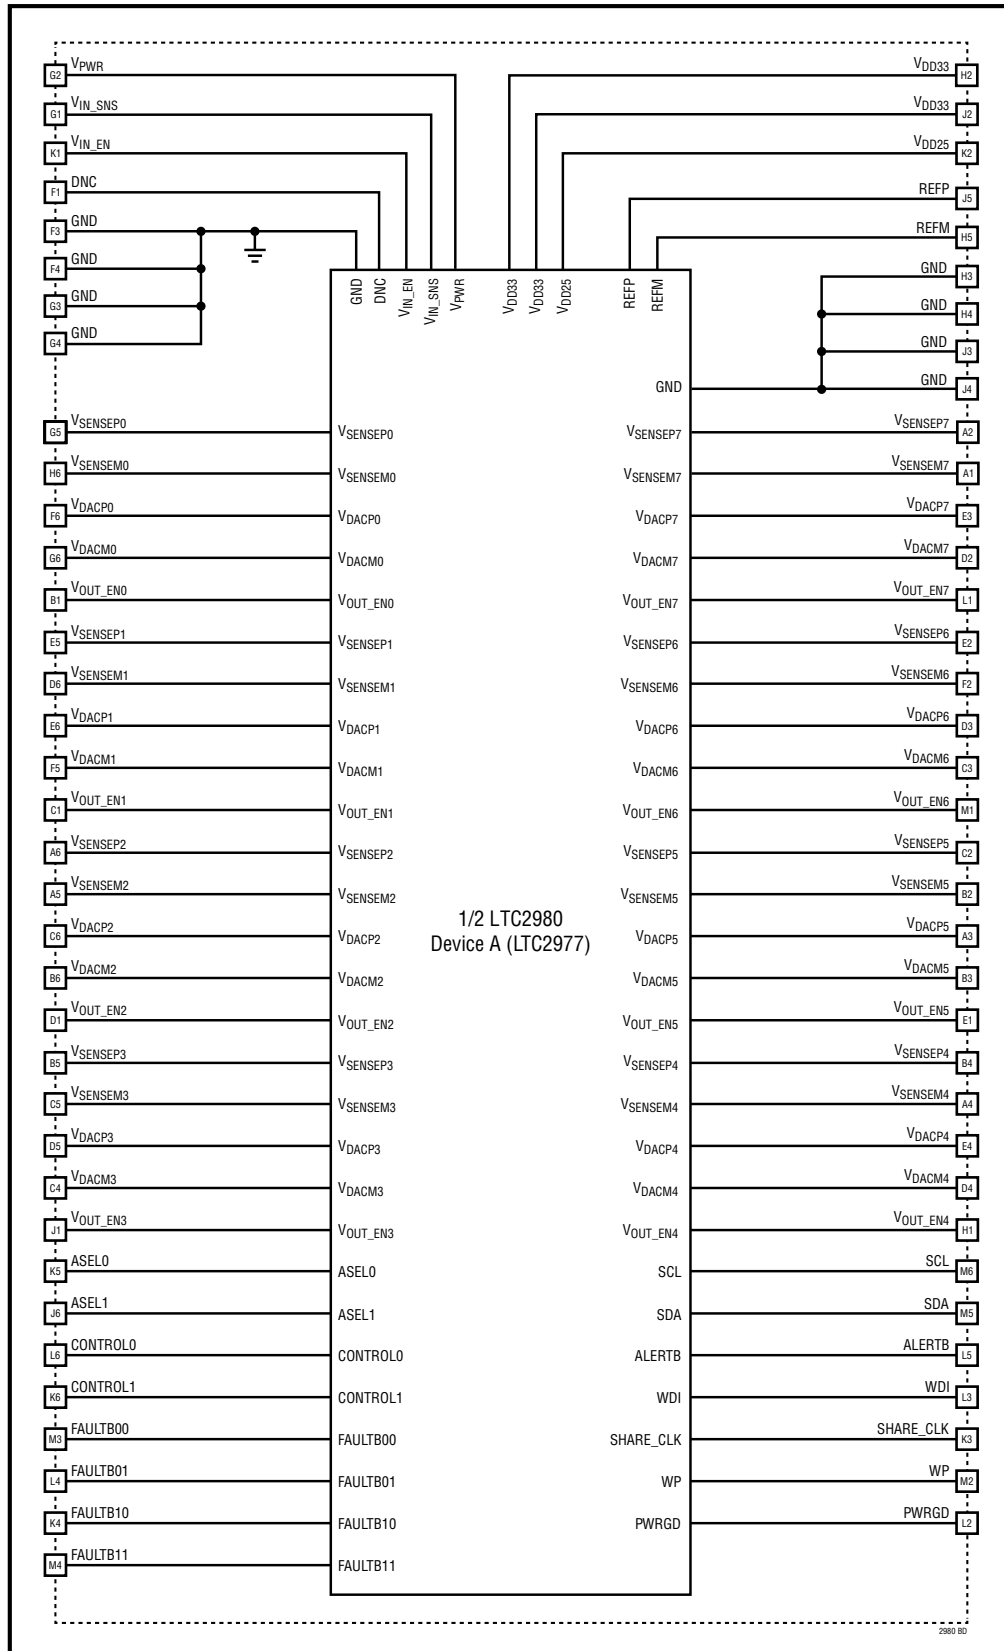 G2 VPWR VDD33 H2
G1 VIN_SNS VDD33 J2
K1 VIN_EN VDD25 K2
F1 DNC REFP J5
F3 GND REFM H5
F4 GND GND H3
G3 GND GND H4
G4 GND GND J3
GND J4
GND DNC VIN_EN VIN_SNS VPWR VDD33 VDD33 VDD25 REFP REFM
GND
G5 VSENSEP0 VSENSEP0 VSENSEP7 VSENSEP7 A2
H6 VSENSEM0 VSENSEM0 VSENSEM7 VSENSEM7 A1
F6 VDACP0 VDACP0 VDACP7 VDACP7 E3
G6 VDACM0 VDACM0 VDACM7 VDACM7 D2
B1 VOUT_EN0 VOUT_EN0 VOUT_EN7 VOUT_EN7 L1
E5 VSENSEP1 VSENSEP1 VSENSEP6 VSENSEP6 E2
D6 VSENSEM1 VSENSEM1 VSENSEM6 VSENSEM6 F2
E6 VDACP1 VDACP1 VDACP6 VDACP6 D3
F5 VDACM1 VDACM1 VDACM6 VDACM6 C3
C1 VOUT_EN1 VOUT_EN1 VOUT_EN6 VOUT_EN6 M1
A6 VSENSEP2 VSENSEP2 VSENSEP5 VSENSEP5 C2
A5 VSENSEM2 VSENSEM2 VSENSEM5 VSENSEM5 B2
1/2 LTC2980
Device A (LTC2977)
C6 VDACP2 VDACP2 VDACP5 VDACP5 A3
B6 VDACM2 VDACM2 VDACM5 VDACM5 B3
D1 VOUT_EN2 VOUT_EN2 VOUT_EN5 VOUT_EN5 E1
B5 VSENSEP3 VSENSEP3 VSENSEP4 VSENSEP4 B4
C5 VSENSEM3 VSENSEM3 VSENSEM4 VSENSEM4 A4
D5 VDACP3 VDACP3 VDACP4 VDACP4 E4
C4 VDACM3 VDACM3 VDACM4 VDACM4 D4
J1 VOUT_EN3 VOUT_EN3 VOUT_EN4 VOUT_EN4 H1
K5 ASEL0 ASEL0 SCL SCL M6
J6 ASEL1 ASEL1 SDA SDA M5
L6 CONTROL0 CONTROL0 ALERTB ALERTB L5
K6 CONTROL1 CONTROL1 WDI WDI L3
M3 FAULTB00 FAULTB00 SHARE_CLK SHARE_CLK K3
L4 FAULTB01 FAULTB01 WP WP M2
K4 FAULTB10 FAULTB10 PWRGD PWRGD L2
M4 FAULTB11 FAULTB11
2980 BD